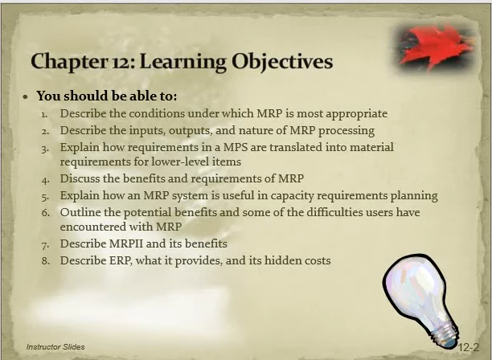 Chapter 12: Learning Objectives
• You should be able to:
1. Describe the conditions under which MRP is most appropriate
2. Describe the inputs, outputs, and nature of MRP processing
3. Explain how requirements in a MPS are translated into material
requirements for lower-level items
4. Discuss the benefits and requirements of MRP
5. Explain how an MRP system is useful in capacity requirements planning
6. Outline the potential benefits and some of the difficulties users have
encountered with MRP
7. Describe MRPII and its benefits
8. Describe ERP, what it provides, and its hidden costs
Instructor Slides
12-2